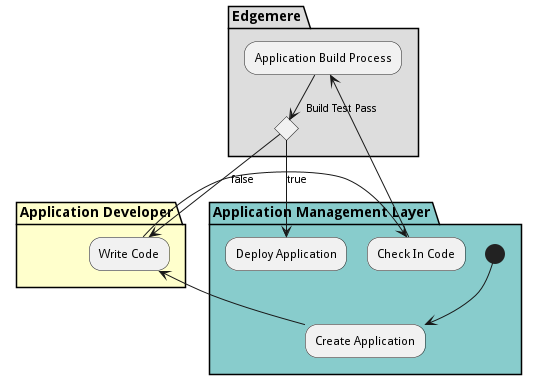 Edgemere
Application Build Process
Build Test Pass
false
true
Application Developer
Write Code
Application Management Layer
Deploy Application
Check In Code
Create Application